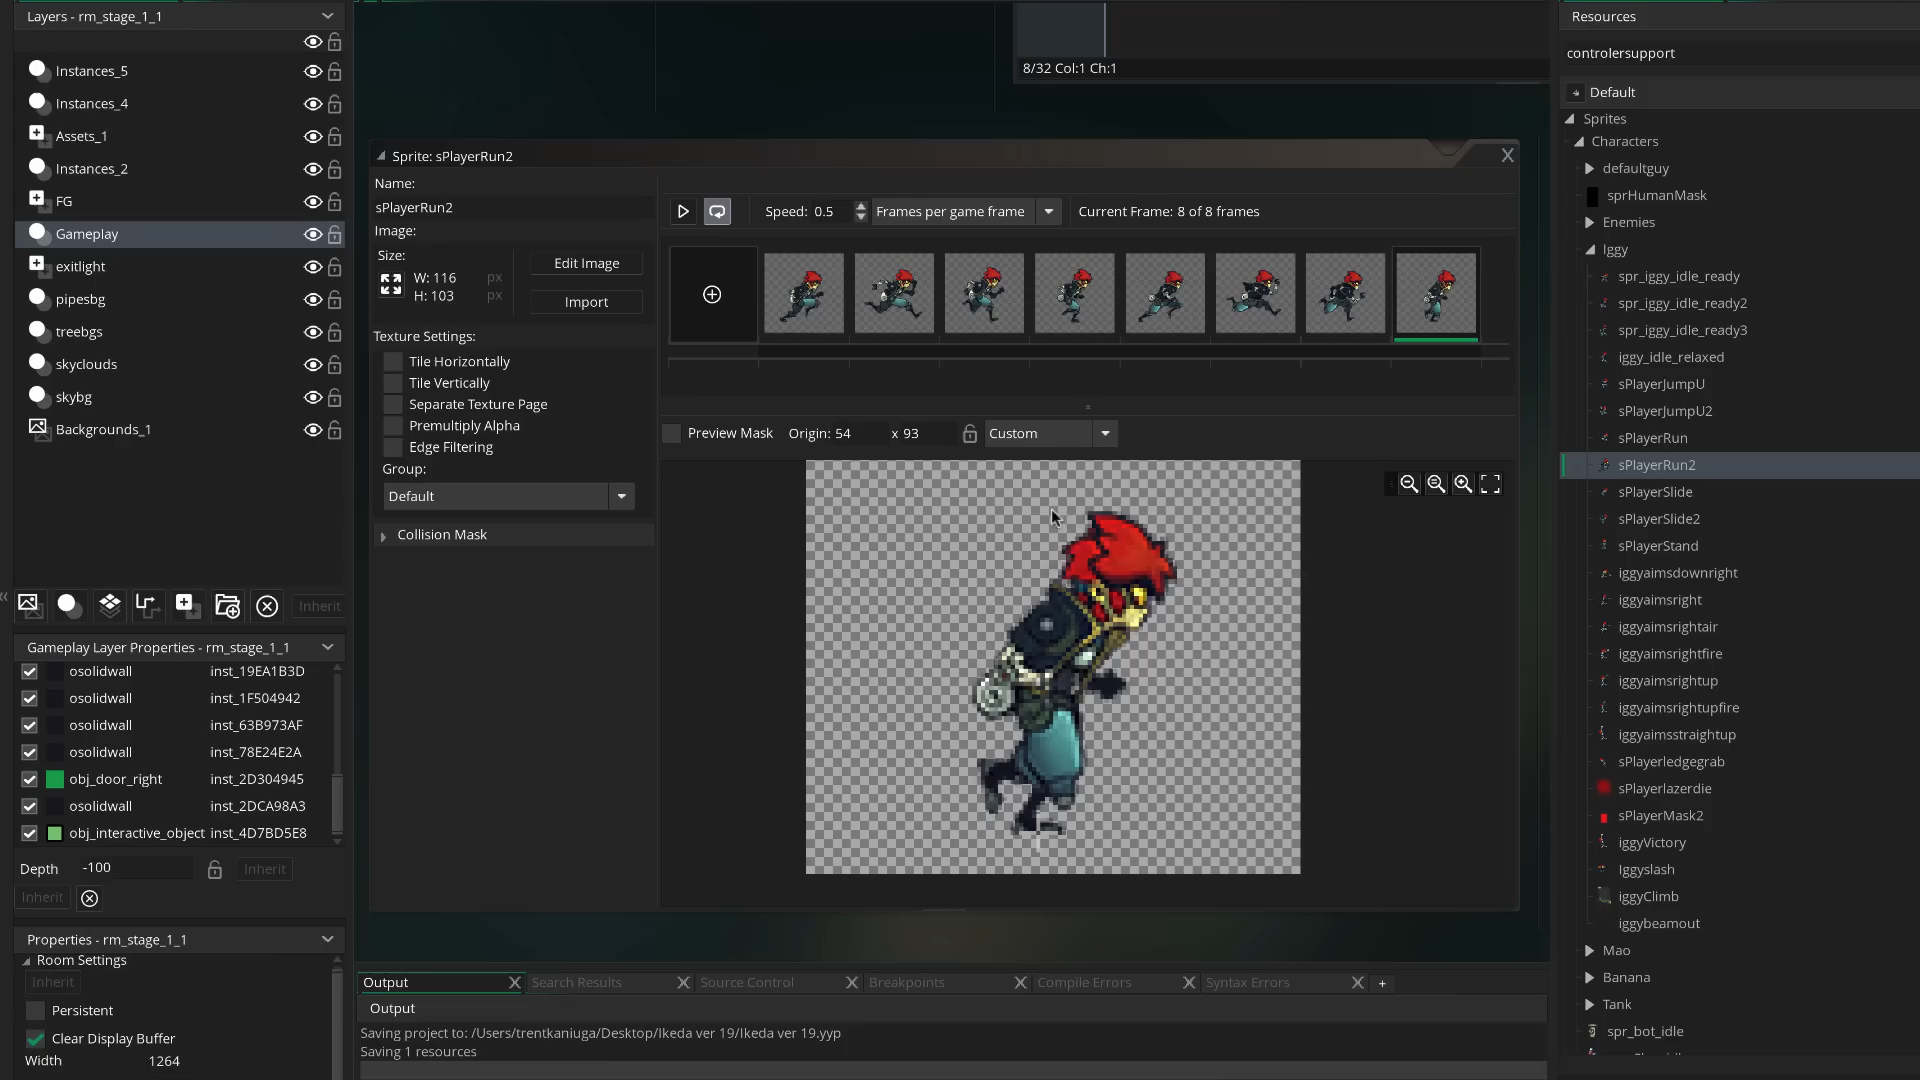 Layers - rm_stage_1_1
Instances_5
Instances_4
Assets_1
Instances_2
FG
Gameplay
exitlight
pipesbg
treebgs
skyclouds
skybg
Backgrounds_1
Inherit
Gameplay Layer Properties - rm_stage_1_1
osolidwall inst_19EA1B3D
osolidwall inst_1F504942
osolidwall inst_63B973AF
osolidwall inst_78E24E2A
obj_door_right inst_2D304945
osolidwall inst_2DCA98A3
obj_interactive_object inst_4D7BD5E8
Depth -100 Inherit
Inherit
Properties - rm_stage_1_1
Room Settings
Inherit
Persistent
Clear Display Buffer
Width 1264
8/32 Col:1 Ch:1
Sprite: sPlayerRun2 X
Name:
sPlayerRun2
Image:
Size:
W: 116 px
H: 103 px
Edit Image
Import
Texture Settings:
Tile Horizontally
Tile Vertically
Separate Texture Page
Premultiply Alpha
Edge Filtering
Group:
Default
Collision Mask
Speed: 0.5 Frames per game frame Current Frame: 8 of 8 frames
Preview Mask Origin: 54 x 93 Custom
Output Search Results Source Control Breakpoints Compile Errors Syntax Errors +
Output
Saving project to: /Users/trentkaniuga/Desktop/Ikeda ver 19/Ikeda ver 19.yyp
Saving 1 resources
Resources
controlersupport
Default
Sprites
Characters
defaultguy
sprHumanMask
Enemies
Iggy
spr_iggy_idle_ready
spr_iggy_idle_ready2
spr_iggy_idle_ready3
iggy_idle_relaxed
sPlayerJumpU
sPlayerJumpU2
sPlayerRun
sPlayerRun2
sPlayerSlide
sPlayerSlide2
sPlayerStand
iggyaimsdownright
iggyaimsright
iggyaimsrightair
iggyaimsrightfire
iggyaimsrightup
iggyaimsrightupfire
iggyaimsstraightup
sPlayerledgegrab
sPlayerlazerdie
sPlayerMask2
iggyVictory
Iggyslash
iggyClimb
iggybeamout
Mao
Banana
Tank
spr_bot_idle